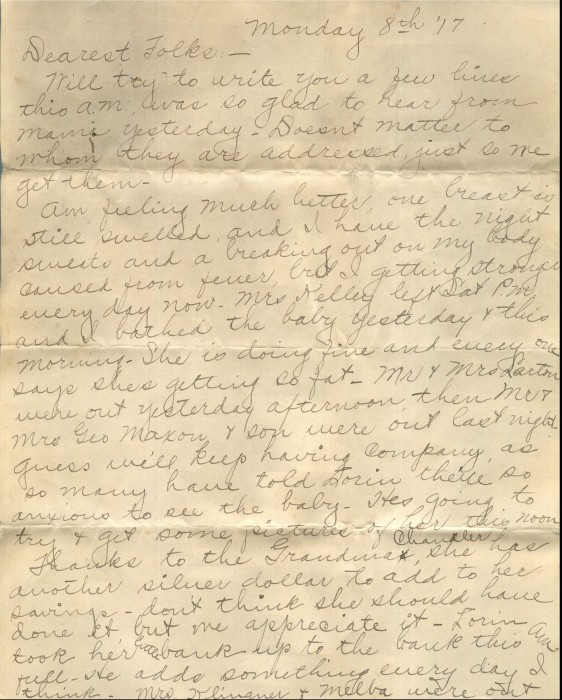 Monday 8th '17.
Dearest Folks:—
Will try to write you a few lines
this a.m. was so glad to hear from
mami yesterday - Doesnt matter to
whom they are addressed, just so we
get them-
Am feeling much better, one breast is
still swelled, and I have the night
sweats and a breaking out on my body
caused from fever, but I getting stronger
every day now. Mrs Kelley left Sat P.M.
and I bathed the baby yesterday & this
morning- She is doing fine and every one
says shes getting so fat - Mr & Mrs Barton
were out yesterday afternoon then Mr &
Mrs Geo Maxon & son were out last night
guess we'll keep having company, as
so many have told Lorin there so
anxious to see the baby- Hes going to
try & get some pictures of her this noon
Thanks to the Grandma Chandler, she has
another silver dollar to add to her
savings - don't think she should have
done it, but we appreciate it - Lorin
took her bank up to the bank this am
full- He adds something every day I
think - Mrs Klingner & Melba were out